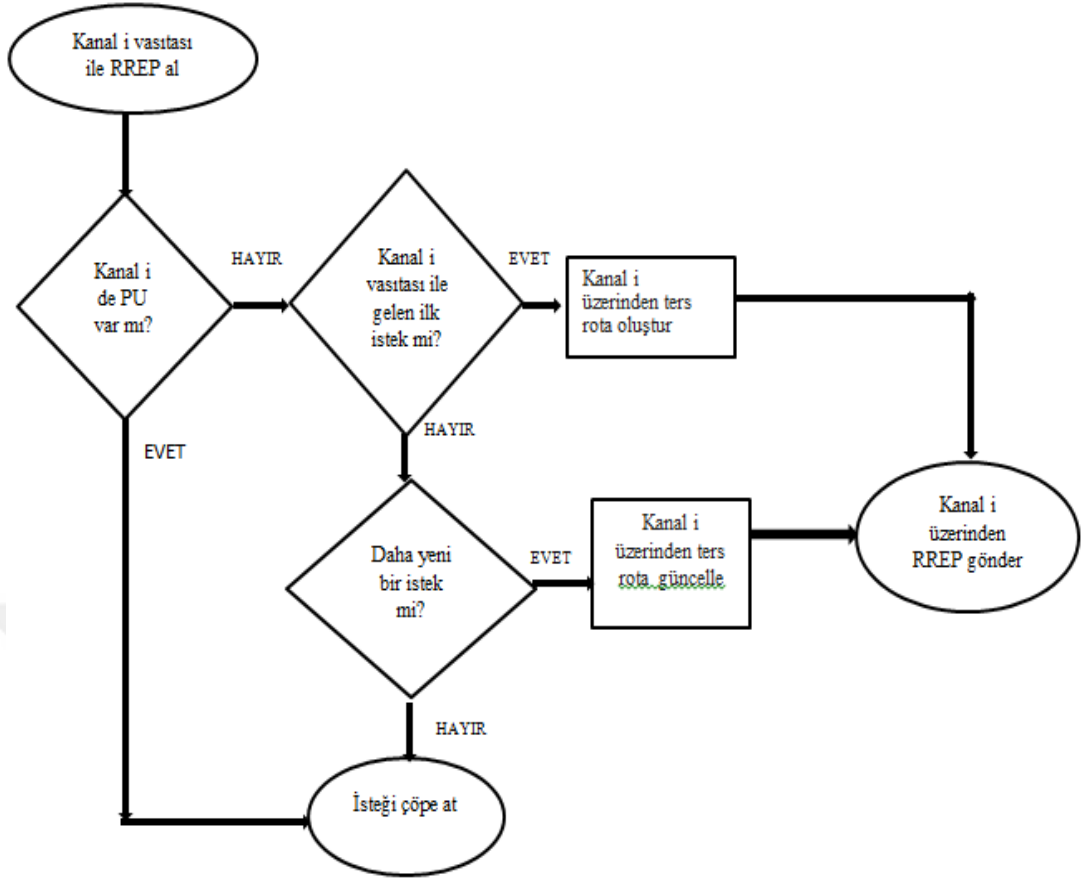 Kanal i vasıtası
ile RREP al
Kanal i
de PU
var mı?
HAYIR
Kanal i
vasıtası ile
gelen ilk
istek mi?
EVET
Kanal i
üzerinden ters
rota oluştur
EVET
HAYIR
Daha yeni
bir istek
mi?
EVET
Kanal i
üzerinden ters
rota güncelle
Kanal i
üzerinden
RREP gönder
HAYIR
İsteği çöpe at